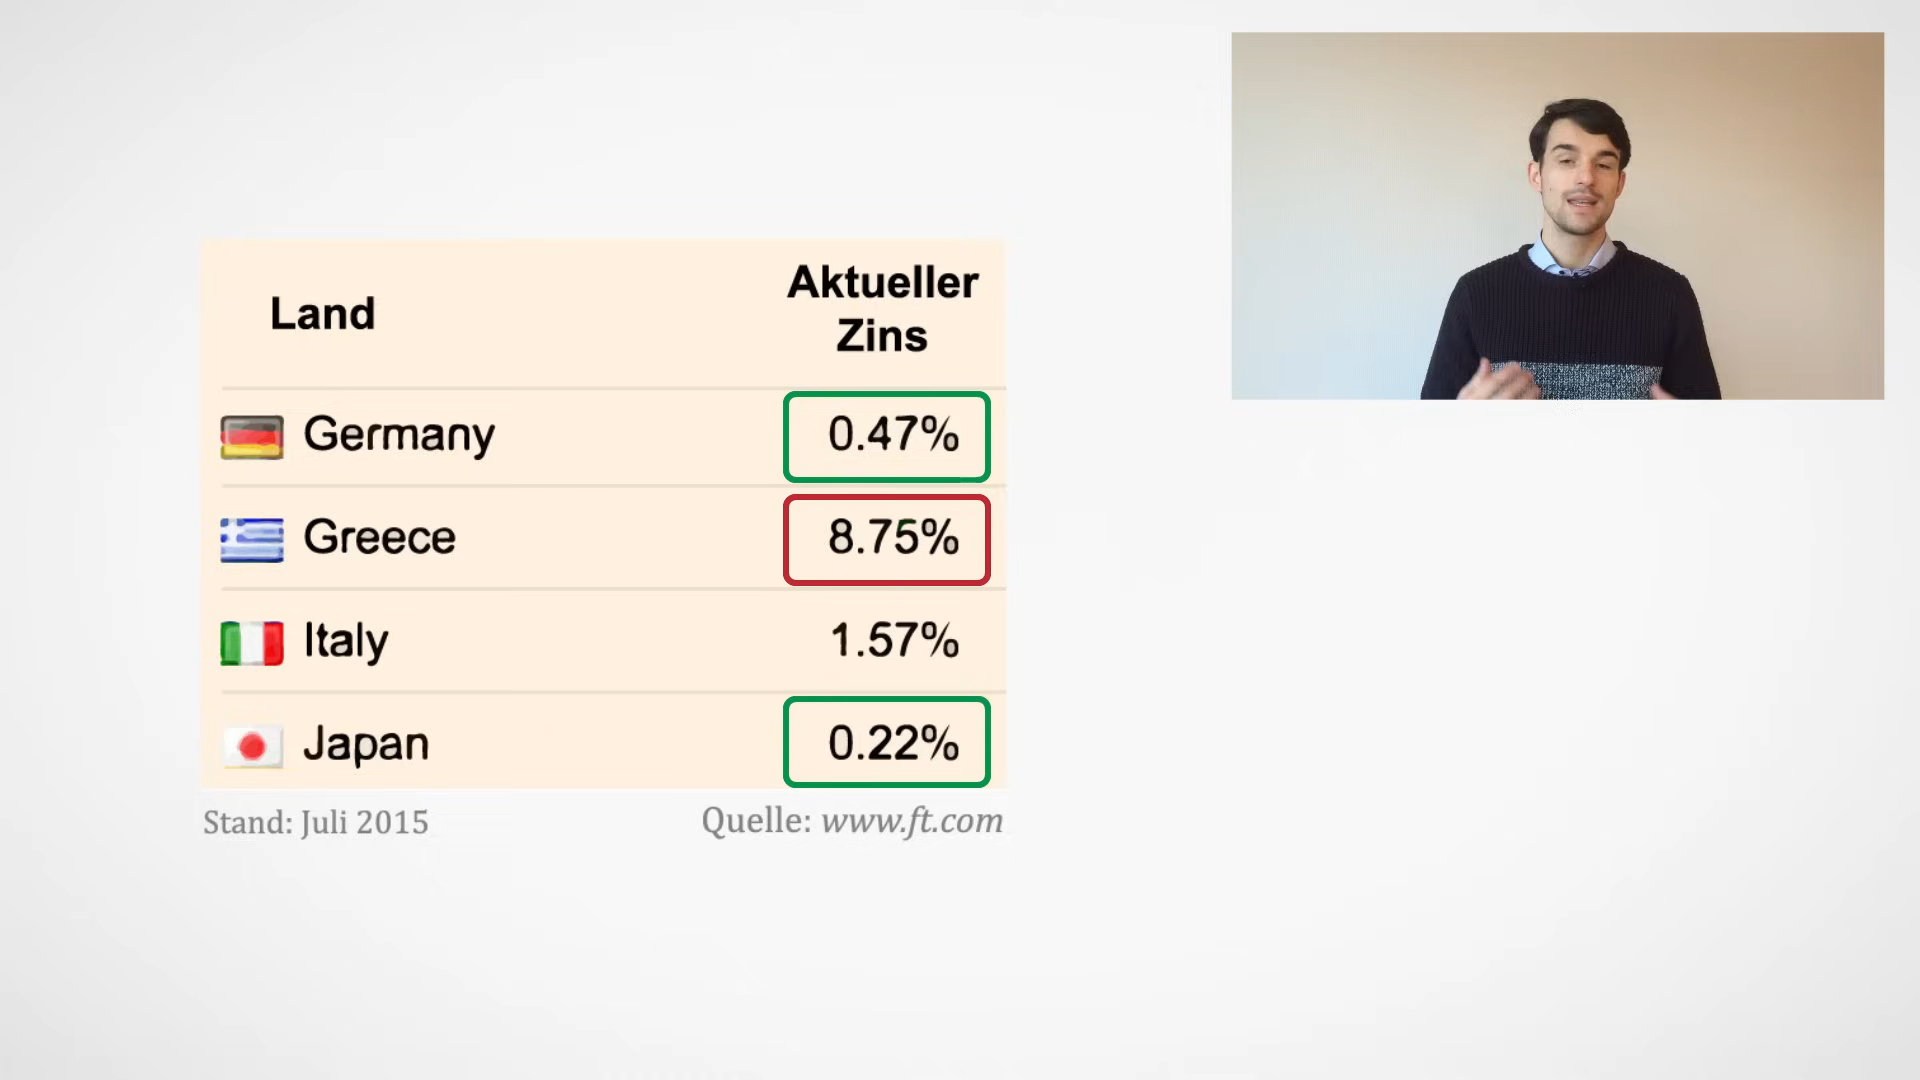 Land
Aktueller
Zins
Germany 0.47%
Greece 8.75%
Italy 1.57%
Japan 0.22%
Stand: Juli 2015 Quelle: www.ft.com